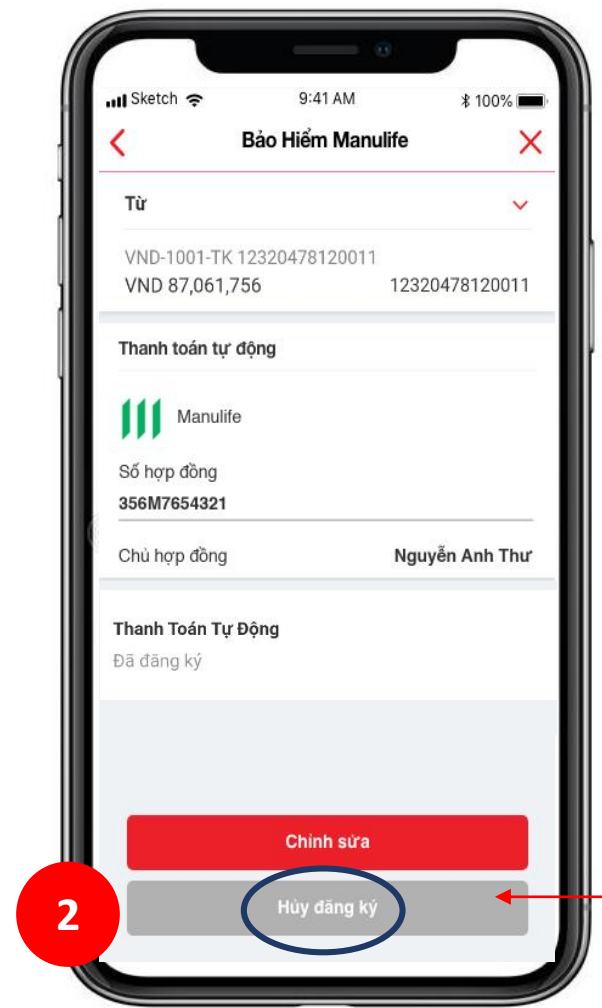 Sketch 9:41 AM 100%
Bảo Hiểm Manulife
Từ
VND-1001-TK 12320478120011
VND 87,061,756 12320478120011
Thanh toán tự động
Manulife
Số hợp đồng
356M7654321
Chủ hợp đồng Nguyễn Anh Thư
Thanh Toán Tự Động
Đã đăng ký
Chỉnh sửa
2 Hủy đăng ký